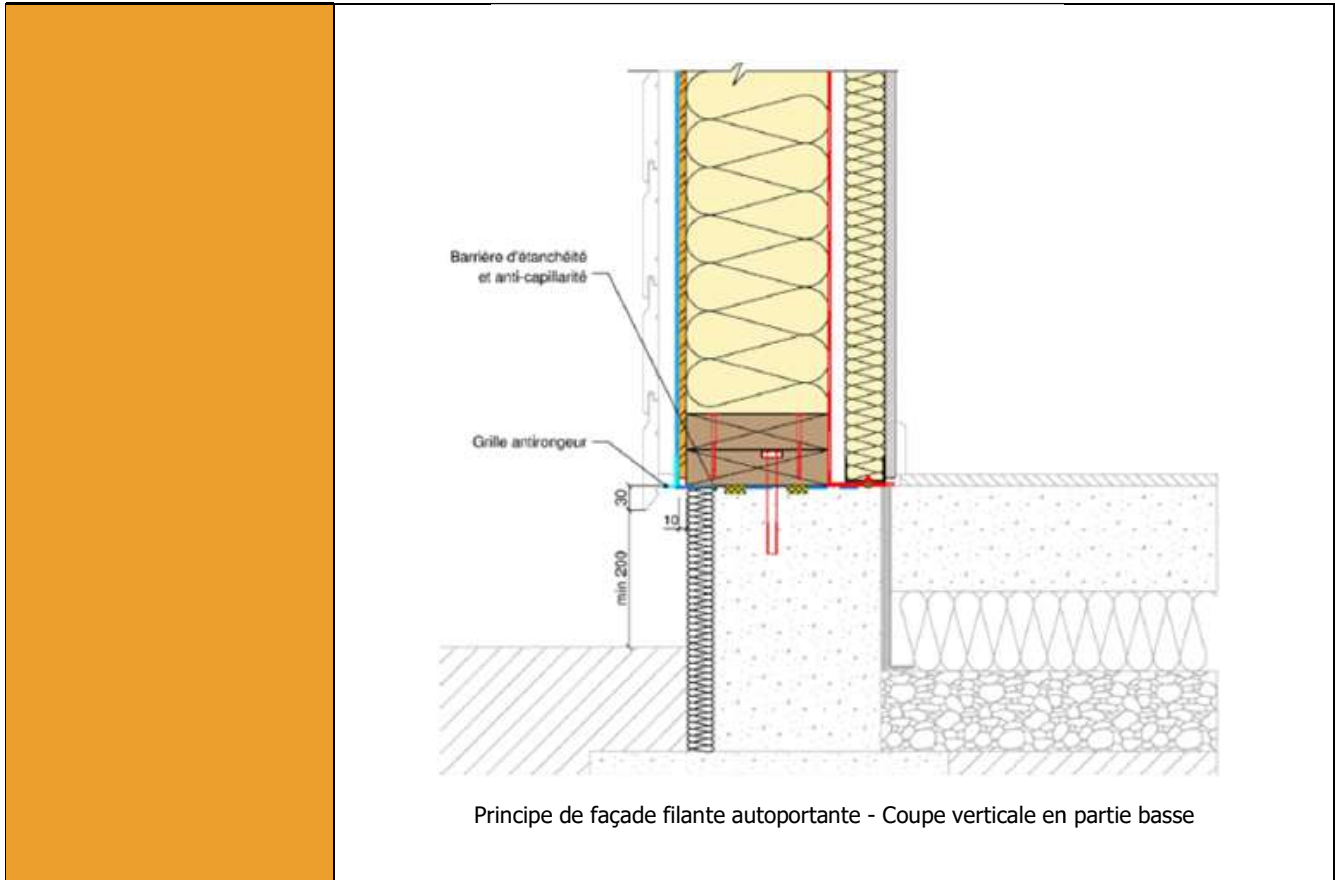 Barrière d'étanchéité
et anti-capillarité
Grille antirongeur
30
10
min 200
Principe de façade filante autoportante - Coupe verticale en partie basse